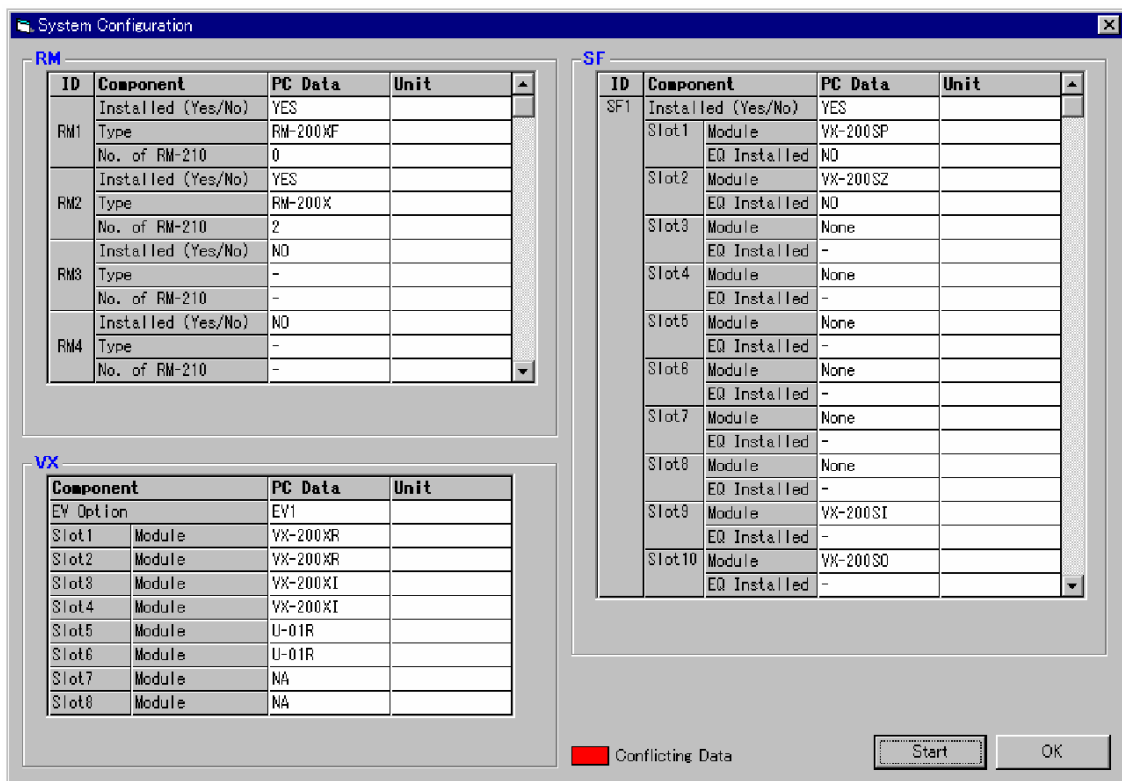 System Configuration
RM
ID Component PC Data Unit
RM1 Installed (Yes/No) YES
Type RM-200XF
No. of RM-210 0
RM2 Installed (Yes/No) YES
Type RM-200X
No. of RM-210 2
RM3 Installed (Yes/No) NO
Type -
No. of RM-210 -
RM4 Installed (Yes/No) NO
Type -
No. of RM-210 -
VX
Component PC Data Unit
EV Option EV1
Slot1 Module VX-200XR
Slot2 Module VX-200XR
Slot3 Module VX-200XI
Slot4 Module VX-200XI
Slot5 Module U-01R
Slot6 Module U-01R
Slot7 Module NA
Slot8 Module NA
SF
ID Component PC Data Unit
SF1 Installed (Yes/No) YES
Slot1 Module VX-200SP
EQ Installed NO
Slot2 Module VX-200SZ
EQ Installed NO
Slot3 Module None
EQ Installed -
Slot4 Module None
EQ Installed -
Slot5 Module None
EQ Installed -
Slot6 Module None
EQ Installed -
Slot7 Module None
EQ Installed -
Slot8 Module None
EQ Installed -
Slot9 Module VX-200SI
EQ Installed -
Slot10 Module VX-200SO
EQ Installed -
Conflicting Data
Start
OK